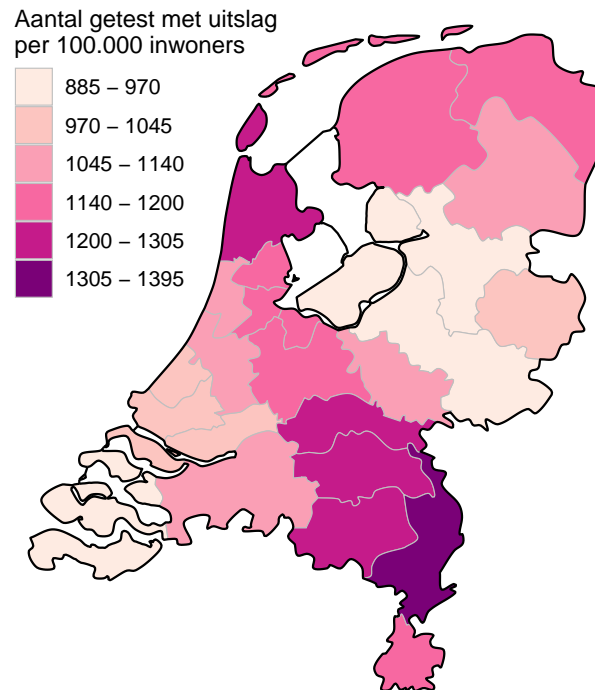 Aantal getest met uitslag
per 100.000 inwoners
885 – 970
970 – 1045
1045 – 1140
1140 – 1200
1200 – 1305
1305 – 1395